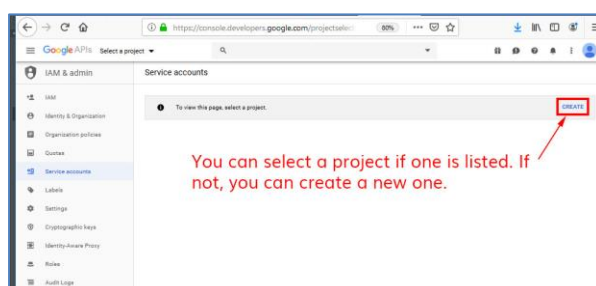 https://console.developers.google.com/projectselect
80%
Google APIs Select a project
IAM & admin
Service accounts
IAM
Identity & Organization
Organization policies
Quotas
Service accounts
Labels
Settings
Cryptographic keys
Identity-Aware Proxy
Roles
Audit Logs
To view this page, select a project.
CREATE
You can select a project if one is listed. If
not, you can create a new one.